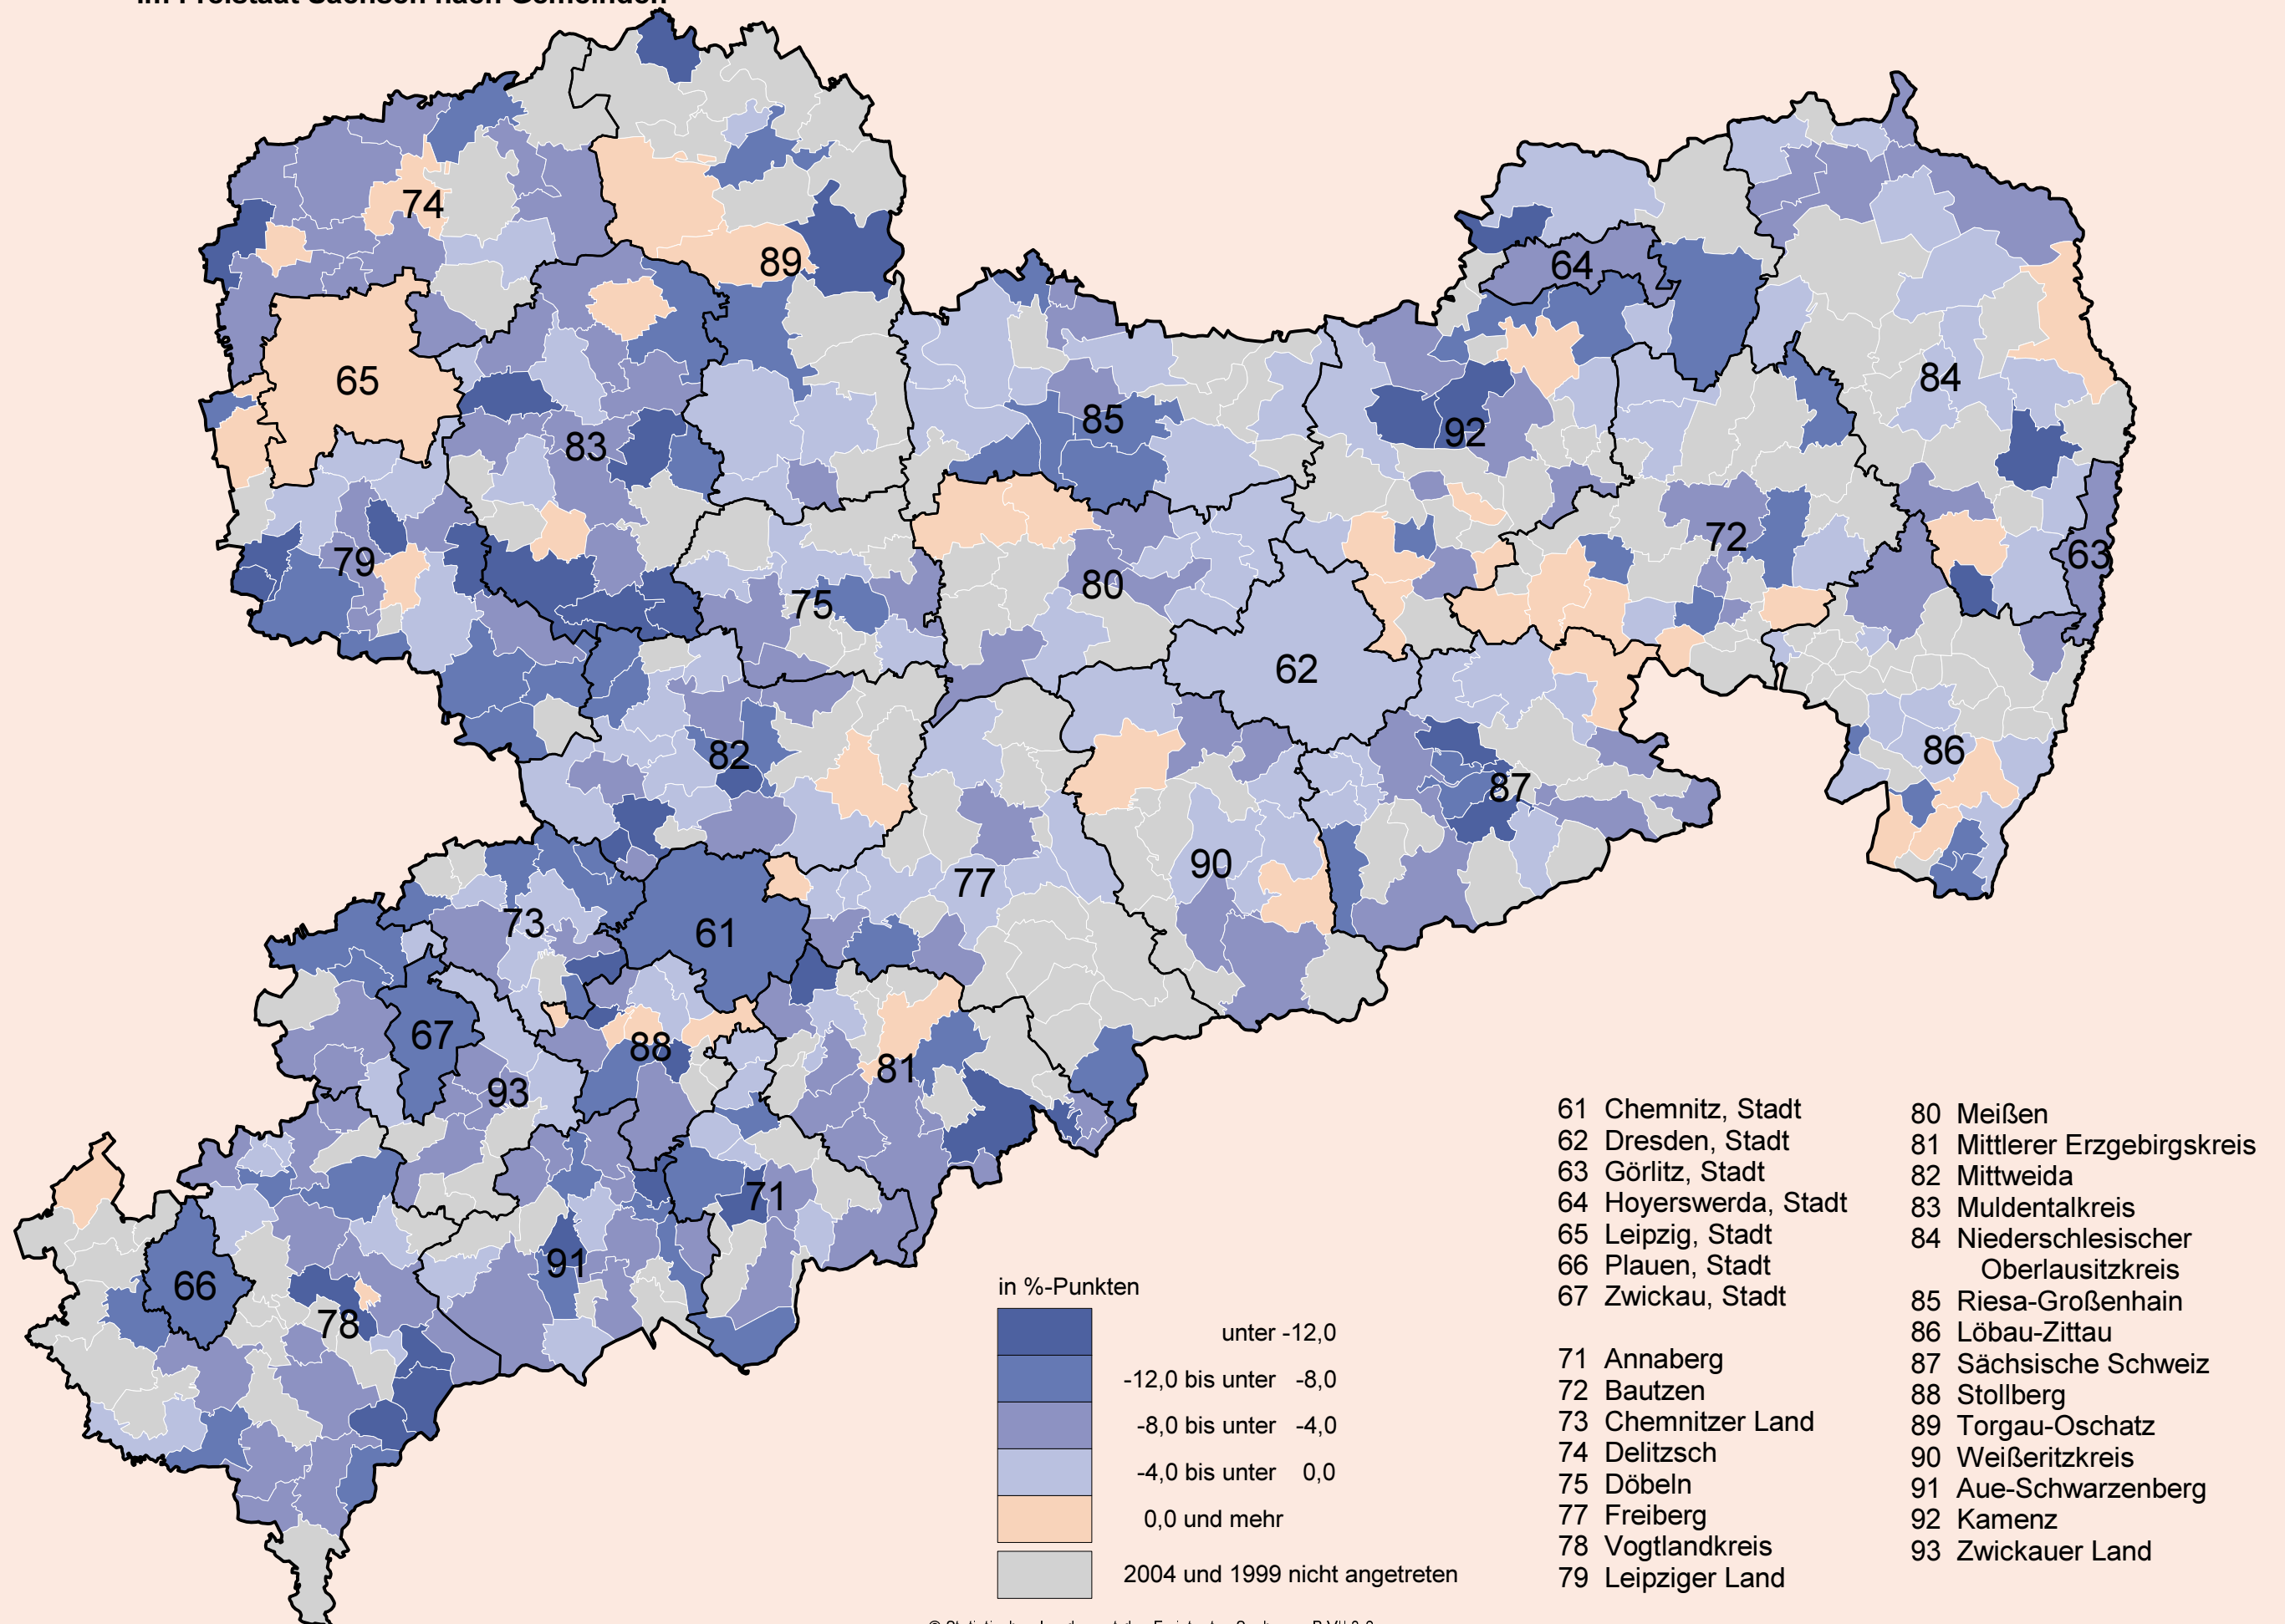 im Freistaat Sachsen nach Gemeinden
74
89
65
83
79
75
85
80
64
92
84
72
63
62
82
87
86
77
90
73
61
67
88
81
93
71
91
66
78
in %-Punkten
unter -12,0
-12,0 bis unter -8,0
-8,0 bis unter -4,0
-4,0 bis unter 0,0
0,0 und mehr
2004 und 1999 nicht angetreten
61 Chemnitz, Stadt
62 Dresden, Stadt
63 Görlitz, Stadt
64 Hoyerswerda, Stadt
65 Leipzig, Stadt
66 Plauen, Stadt
67 Zwickau, Stadt
71 Annaberg
72 Bautzen
73 Chemnitzer Land
74 Delitzsch
75 Döbeln
77 Freiberg
78 Vogtlandkreis
79 Leipziger Land
80 Meißen
81 Mittlerer Erzgebirgskreis
82 Mittweida
83 Muldentalkreis
84 Niederschlesischer
Oberlausitzkreis
85 Riesa-Großenhain
86 Löbau-Zittau
87 Sächsische Schweiz
88 Stollberg
89 Torgau-Oschatz
90 Weißeritzkreis
91 Aue-Schwarzenberg
92 Kamenz
93 Zwickauer Land